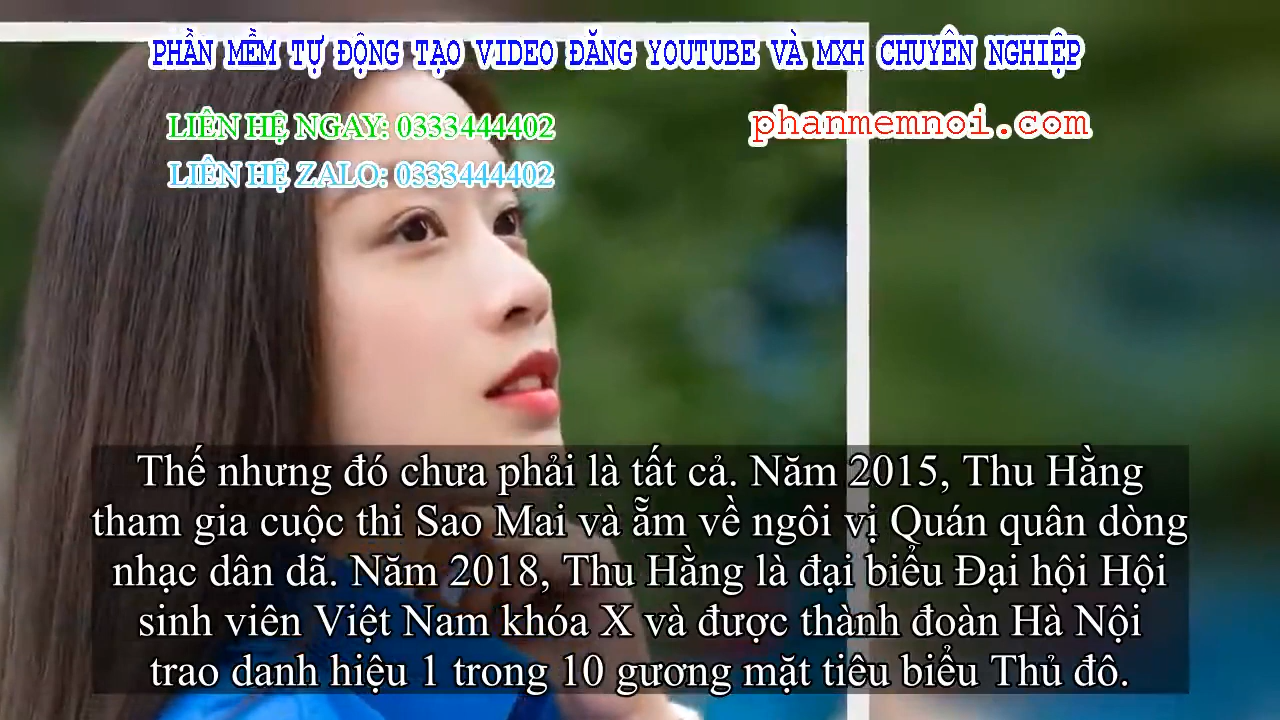 PHẦN MỀM TỰ ĐỘNG TẠO VIDEO ĐĂNG YOUTUBE VÀ MXH CHUYÊN NGHIỆP
LIÊN HỆ NGAY: 0333444402
phanmemnoi.com
LIÊN HỆ ZALO: 0333444402
Thế nhưng đó chưa phải là tất cả. Năm 2015, Thu Hằng
tham gia cuộc thi Sao Mai và ẵm về ngôi vị Quán quân dòng
nhạc dân dã. Năm 2018, Thu Hằng là đại biểu Đại hội Hội
sinh viên Việt Nam khóa X và được thành đoàn Hà Nội
trao danh hiệu 1 trong 10 gương mặt tiêu biểu Thủ đô.